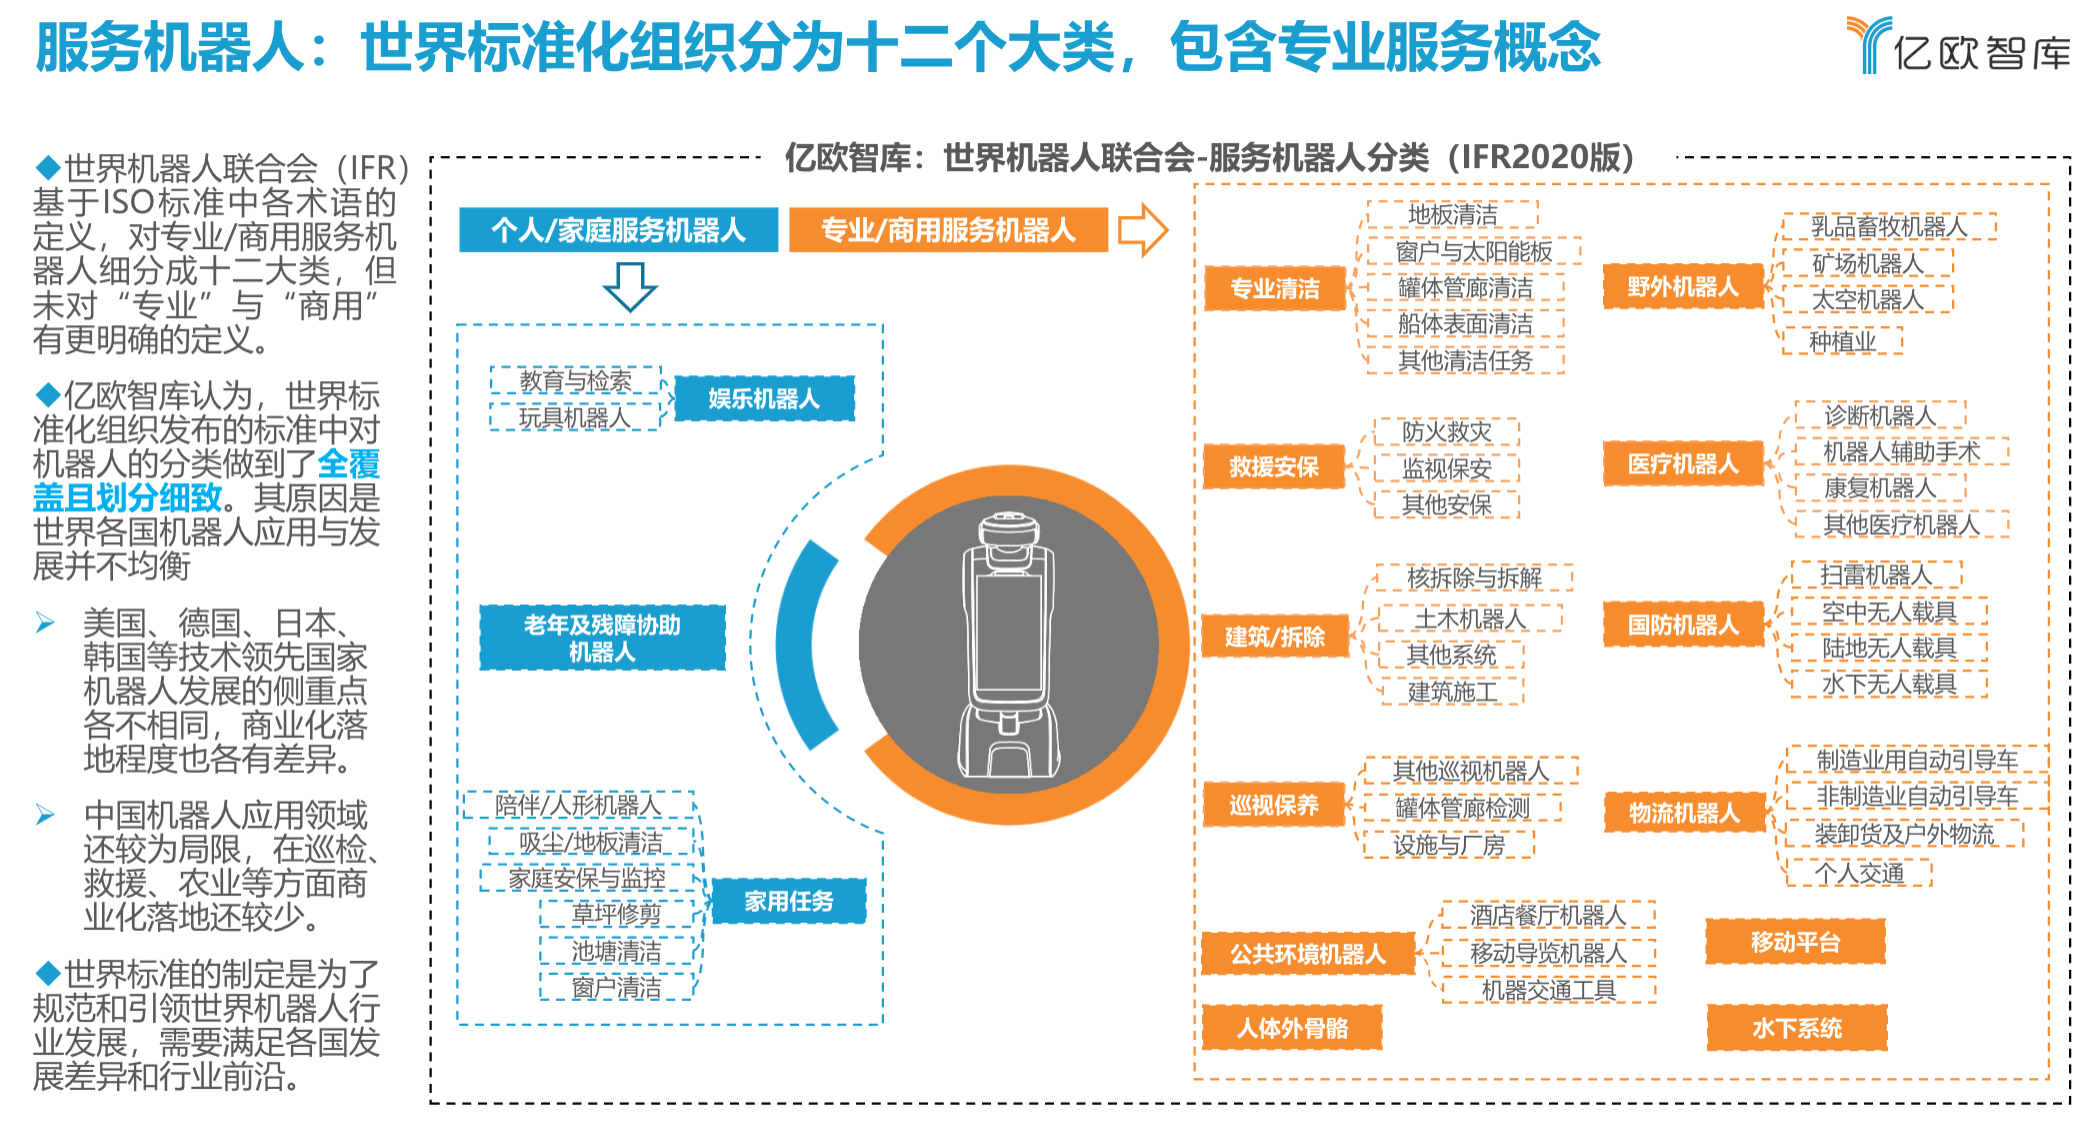 服务机器人：世界标准化组织分为十二个大类，包含专业服务概念
亿欧智库
◆世界机器人联合会（IFR）
基于ISO标准中各术语的
定义，对专业/商用服务机
器人细分成十二大类，但
未对“专业”与“商用”
有更明确的定义。
◆亿欧智库认为，世界标
准化组织发布的标准中对
机器人的分类做到了全覆
盖且划分细致。其原因是
世界各国机器人应用与发
展并不均衡
➢ 美国、德国、日本、
韩国等技术领先国家
机器人发展的侧重点
各不相同，商业化落
地程度也各有差异。
➢ 中国机器人应用领域
还较为局限，在巡检、
救援、农业等方面商
业化落地还较少。
◆世界标准的制定是为了
规范和引领世界机器人行
业发展，需要满足各国发
展差异和行业前沿。
亿欧智库：世界机器人联合会-服务机器人分类（IFR2020版）
个人/家庭服务机器人
专业/商用服务机器人
教育与检索
玩具机器人
娱乐机器人
老年及残障协助
机器人
陪伴/人形机器人
吸尘/地板清洁
家庭安保与监控
草坪修剪
池塘清洁
窗户清洁
家用任务
专业清洁
地板清洁
窗户与太阳能板
罐体管廊清洁
船体表面清洁
其他清洁任务
救援安保
防火救灾
监视保安
其他安保
建筑/拆除
核拆除与拆解
土木机器人
其他系统
建筑施工
巡视保养
其他巡视机器人
罐体管廊检测
设施与厂房
公共环境机器人
酒店餐厅机器人
移动导览机器人
机器交通工具
人体外骨骼
野外机器人
乳品畜牧机器人
矿场机器人
太空机器人
种植业
医疗机器人
诊断机器人
机器人辅助手术
康复机器人
其他医疗机器人
国防机器人
扫雷机器人
空中无人载具
陆地无人载具
水下无人载具
物流机器人
制造业用自动引导车
非制造业自动引导车
装卸货及户外物流
个人交通
移动平台
水下系统